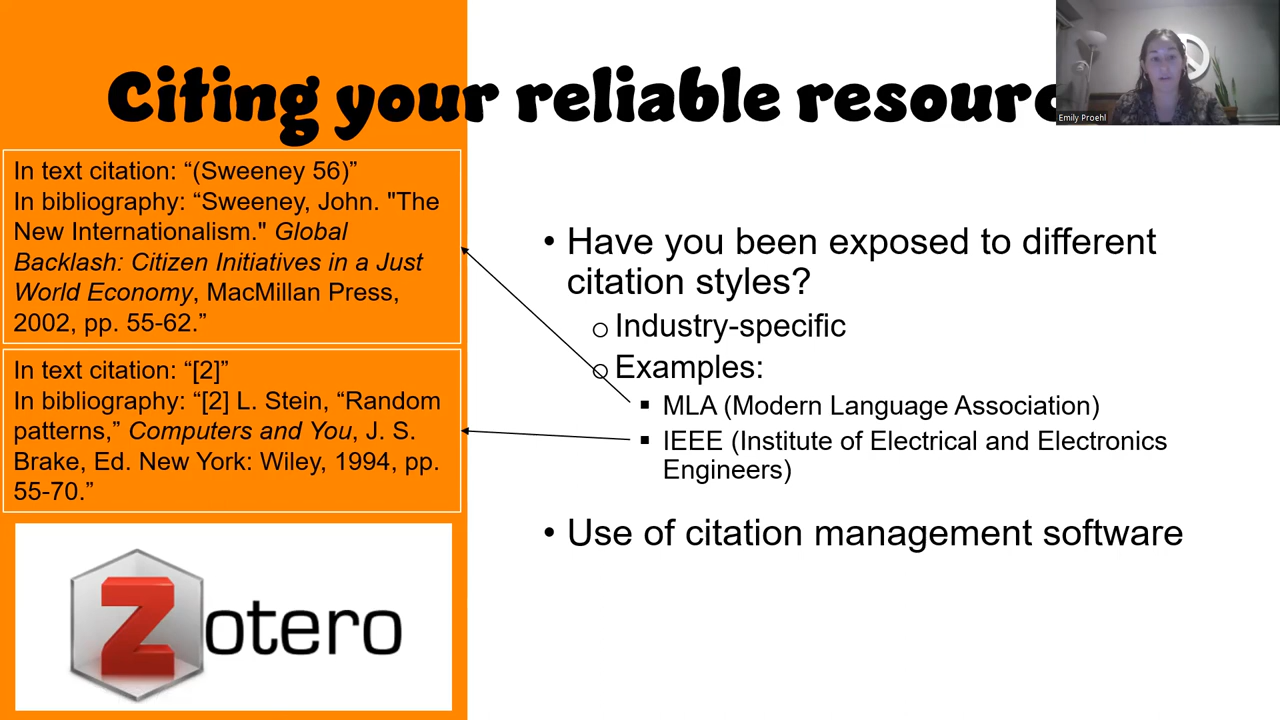 Citing your reliable resourc
Emily Proehl
In text citation: “(Sweeney 56)”
In bibliography: “Sweeney, John. "The
New Internationalism." Global
Backlash: Citizen Initiatives in a Just
World Economy, MacMillan Press,
2002, pp. 55-62.”
In text citation: “[2]”
In bibliography: “[2] L. Stein, “Random
patterns,” Computers and You, J. S.
Brake, Ed. New York: Wiley, 1994, pp.
55-70.”
Zotero
• Have you been exposed to different
citation styles?
o Industry-specific
o Examples:
▪ MLA (Modern Language Association)
▪ IEEE (Institute of Electrical and Electronics
Engineers)
• Use of citation management software